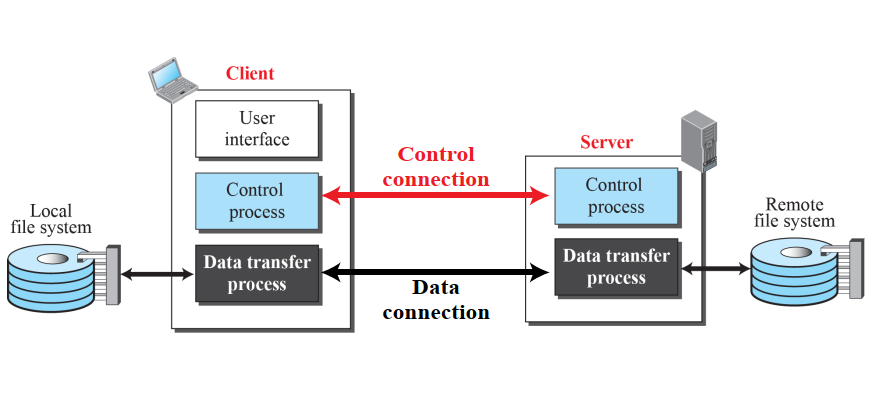 Client
User
interface
Control
connection
Server
Control
process
Control
process
Local
file system
Remote
file system
Data transfer
process
Data transfer
process
Data
connection